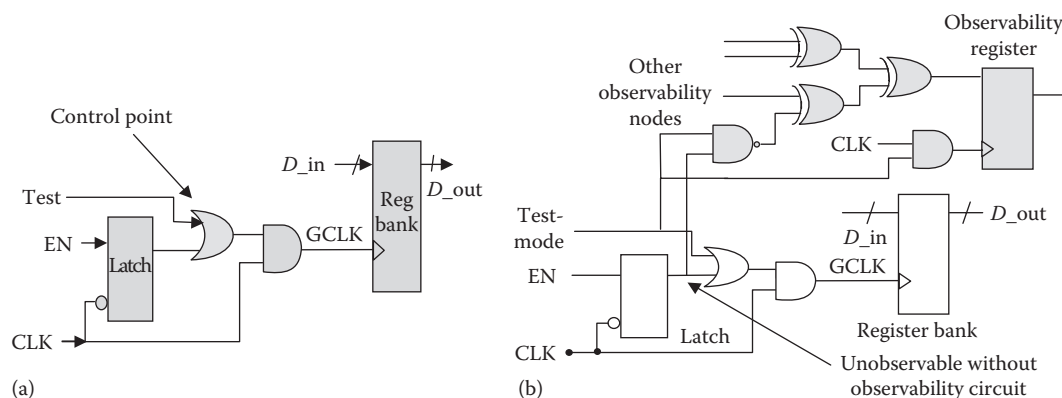 Control point
Test
EN
Latch
CLK
D_in
D_out
Reg
bank
GCLK
(a)
Observability
register
Other
observability
nodes
CLK
Test-
mode
EN
D_in
D_out
GCLK
Latch
Register bank
CLK
Unobservable without
observability circuit
(b)